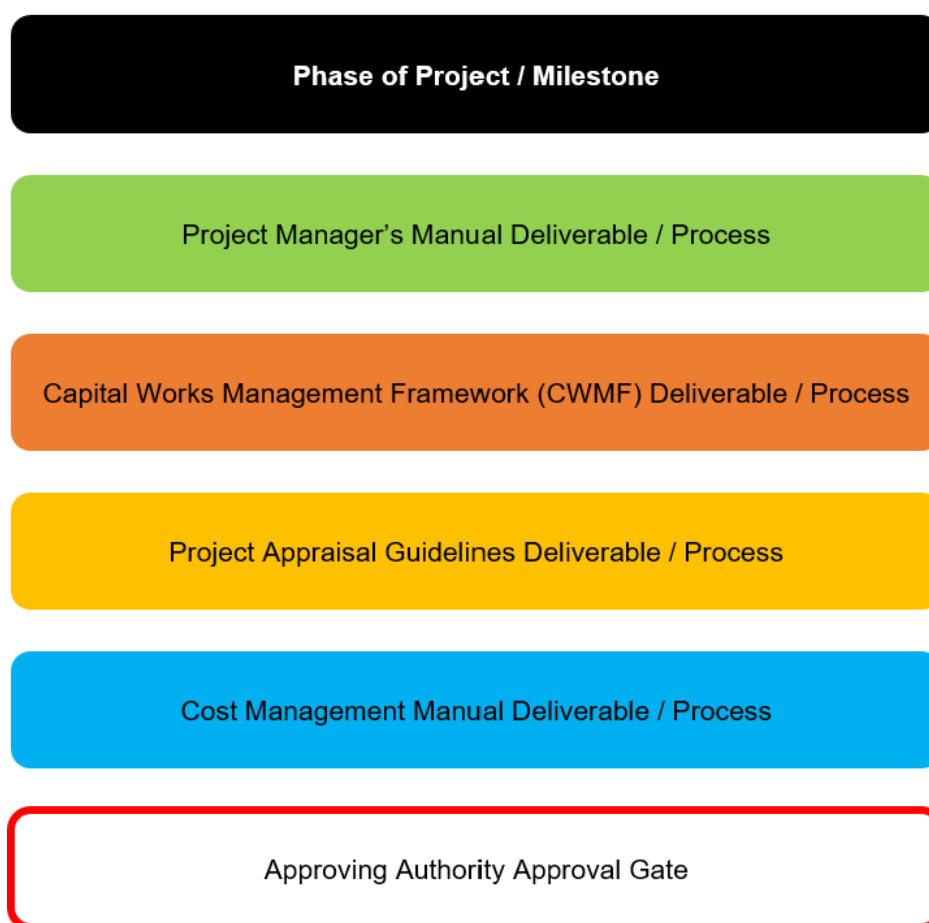 Phase of Project / Milestone
Project Manager’s Manual Deliverable / Process
Capital Works Management Framework (CWMF) Deliverable / Process
Project Appraisal Guidelines Deliverable / Process
Cost Management Manual Deliverable / Process
Approving Authority Approval Gate